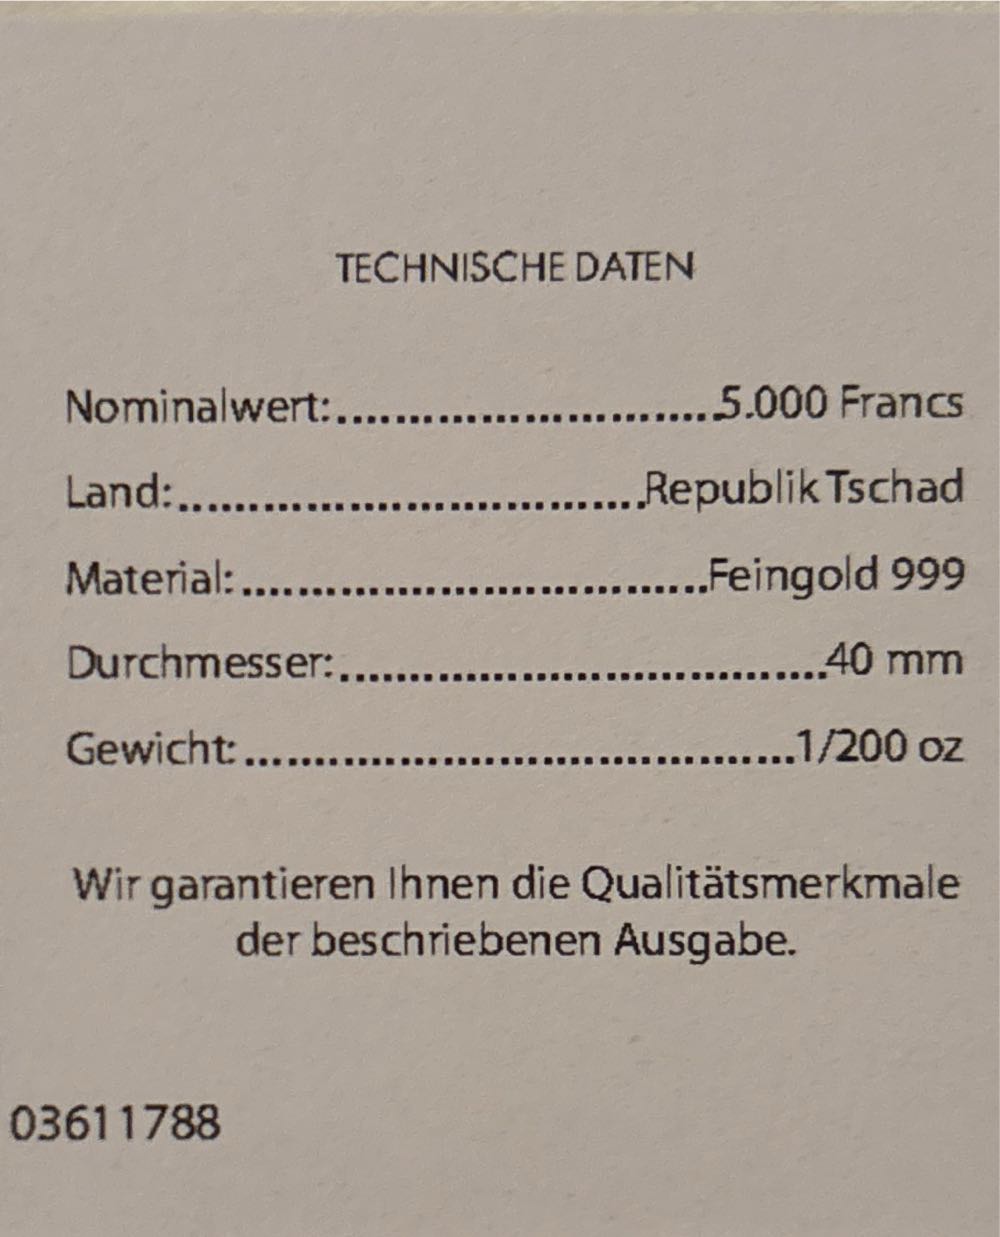 TECHNISCHE DATEN
Nominalwert:..........................5.000 Francs
Land:.................................Republik Tschad
Material:.................................Feingold 999
Durchmesser:..................................40 mm
Gewicht:.......................................1/200 oz
Wir garantieren Ihnen die Qualitätsmerkmale
der beschriebenen Ausgabe.
03611788